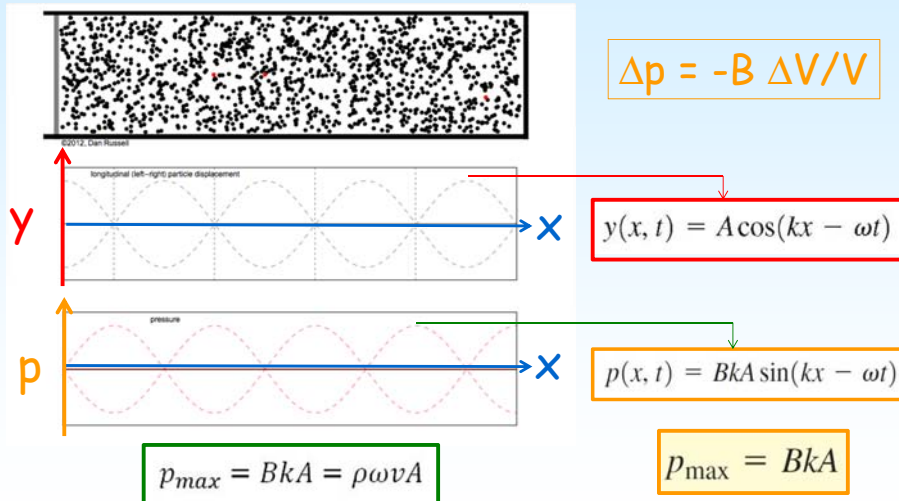 Δp = -B ΔV/V
©2012, Dan Russell
longitudinal (left-right) particle displacement
y
x
y(x, t) = A cos(kx − ωt)
pressure
p
x
p(x, t) = BkA sin(kx − ωt)
p_max = BkA = ρωvA
p_max = BkA